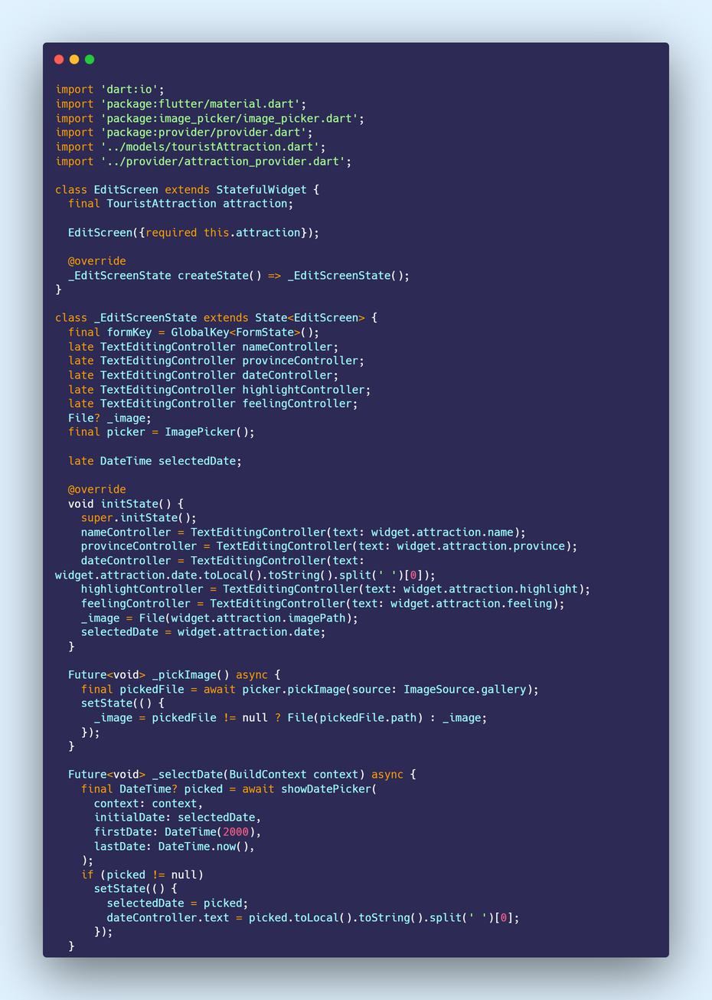 import 'dart:io';
import 'package:flutter/material.dart';
import 'package:image_picker/image_picker.dart';
import 'package:provider/provider.dart';
import '../models/touristAttraction.dart';
import '../provider/attraction_provider.dart';

class EditScreen extends StatefulWidget {
  final TouristAttraction attraction;

  EditScreen({required this.attraction});

  @override
  _EditScreenState createState() => _EditScreenState();
}

class _EditScreenState extends State<EditScreen> {
  final formKey = GlobalKey<FormState>();
  late TextEditingController nameController;
  late TextEditingController provinceController;
  late TextEditingController dateController;
  late TextEditingController highlightController;
  late TextEditingController feelingController;
  File? _image;
  final picker = ImagePicker();

  late DateTime selectedDate;

  @override
  void initState() {
    super.initState();
    nameController = TextEditingController(text: widget.attraction.name);
    provinceController = TextEditingController(text: widget.attraction.province);
    dateController = TextEditingController(text:
widget.attraction.date.toLocal().toString().split(' ')[0]);
    highlightController = TextEditingController(text: widget.attraction.highlight);
    feelingController = TextEditingController(text: widget.attraction.feeling);
    _image = File(widget.attraction.imagePath);
    selectedDate = widget.attraction.date;
  }

  Future<void> _pickImage() async {
    final pickedFile = await picker.pickImage(source: ImageSource.gallery);
    setState(() {
      _image = pickedFile != null ? File(pickedFile.path) : _image;
    });
  }

  Future<void> _selectDate(BuildContext context) async {
    final DateTime? picked = await showDatePicker(
      context: context,
      initialDate: selectedDate,
      firstDate: DateTime(2000),
      lastDate: DateTime.now(),
    );
    if (picked != null)
      setState(() {
        selectedDate = picked;
        dateController.text = picked.toLocal().toString().split(' ')[0];
      });
  }